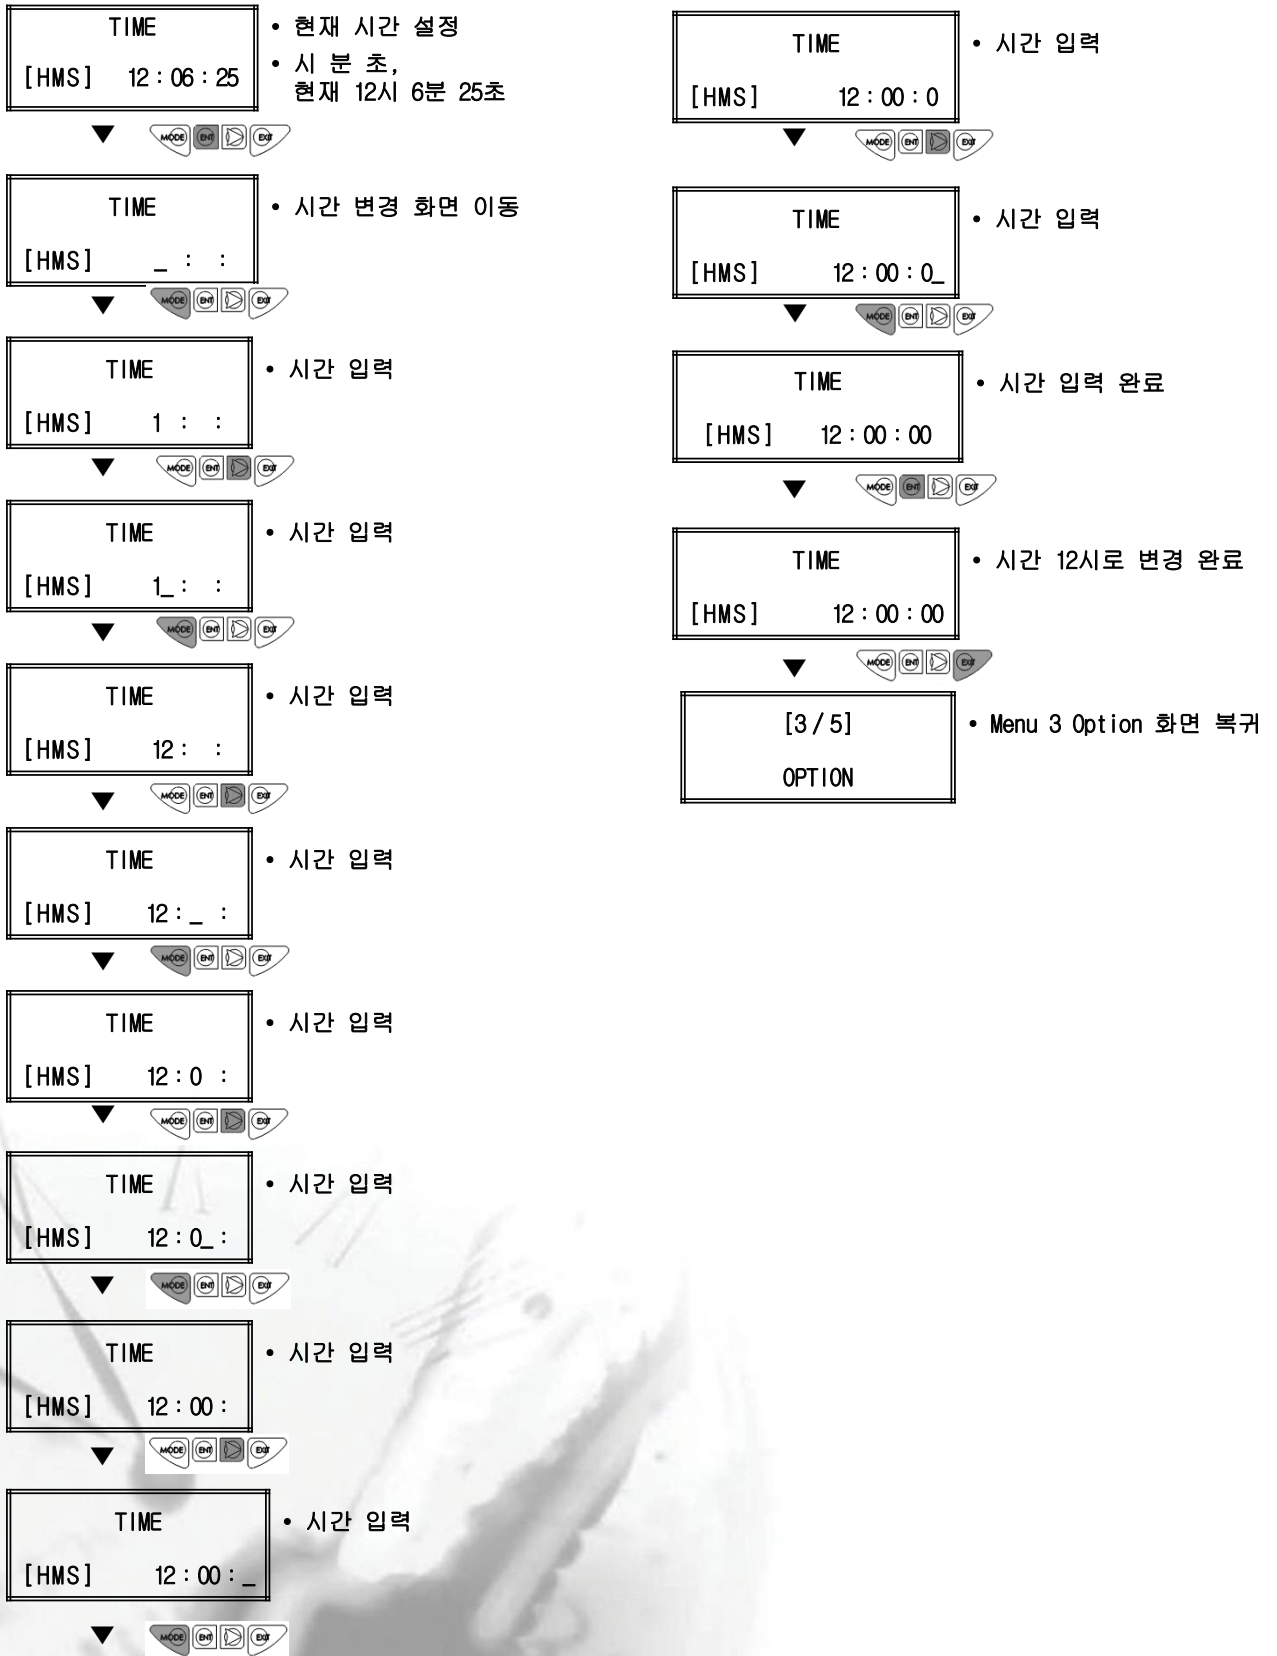 TIME
[HMS] 12:06:25
• 현재 시간 설정
• 시 분 초,
현재 12시 6분 25초
▼ MODE ENT EXIT
TIME
[HMS] _ : :
• 시간 변경 화면 이동
▼ MODE ENT EXIT
TIME
[HMS] 1 : :
• 시간 입력
▼ MODE ENT EXIT
TIME
[HMS] 1_: :
• 시간 입력
▼ MODE ENT EXIT
TIME
[HMS] 12: :
• 시간 입력
▼ MODE ENT EXIT
TIME
[HMS] 12:_ :
• 시간 입력
▼ MODE ENT EXIT
TIME
[HMS] 12:0 :
• 시간 입력
▼ MODE ENT EXIT
TIME
[HMS] 12:0_:
• 시간 입력
▼ MODE ENT EXIT
TIME
[HMS] 12:00:
• 시간 입력
▼ MODE ENT EXIT
TIME
[HMS] 12:00:_
• 시간 입력
▼ MODE ENT EXIT
TIME
[HMS] 12:00:0
• 시간 입력
▼ MODE ENT EXIT
TIME
[HMS] 12:00:0_
• 시간 입력
▼ MODE ENT EXIT
TIME
[HMS] 12:00:00
• 시간 입력 완료
▼ MODE ENT EXIT
TIME
[HMS] 12:00:00
• 시간 12시로 변경 완료
▼ MODE ENT EXIT
[3/5]
OPTION
• Menu 3 Option 화면 복귀